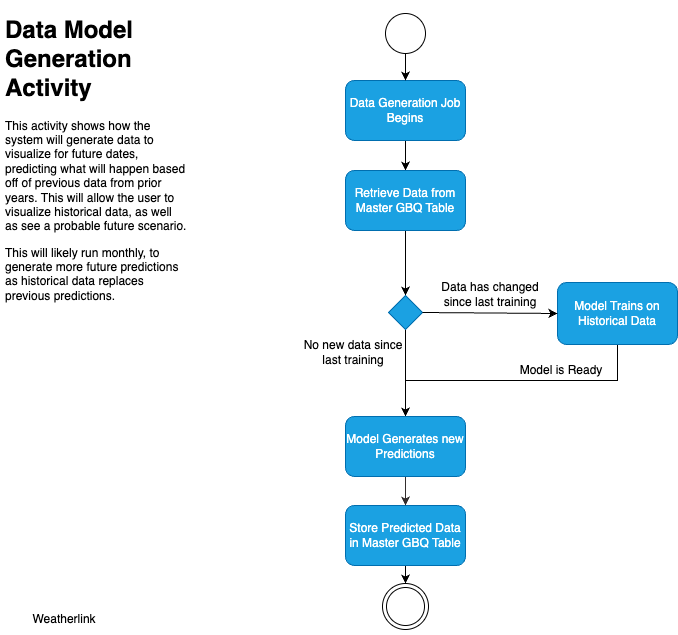 Data Model
Generation
Activity
This activity shows how the
system will generate data to
visualize for future dates,
predicting what will happen based
off of previous data from prior
years. This will allow the user to
visualize historical data, as well
as see a probable future scenario.
This will likely run monthly, to
generate more future predictions
as historical data replaces
previous predictions.
Data Generation Job
Begins
Retrieve Data from
Master GBQ Table
Data has changed
since last training
Model Trains on
Historical Data
No new data since
last training
Model is Ready
Model Generates new
Predictions
Store Predicted Data
in Master GBQ Table
Weatherlink